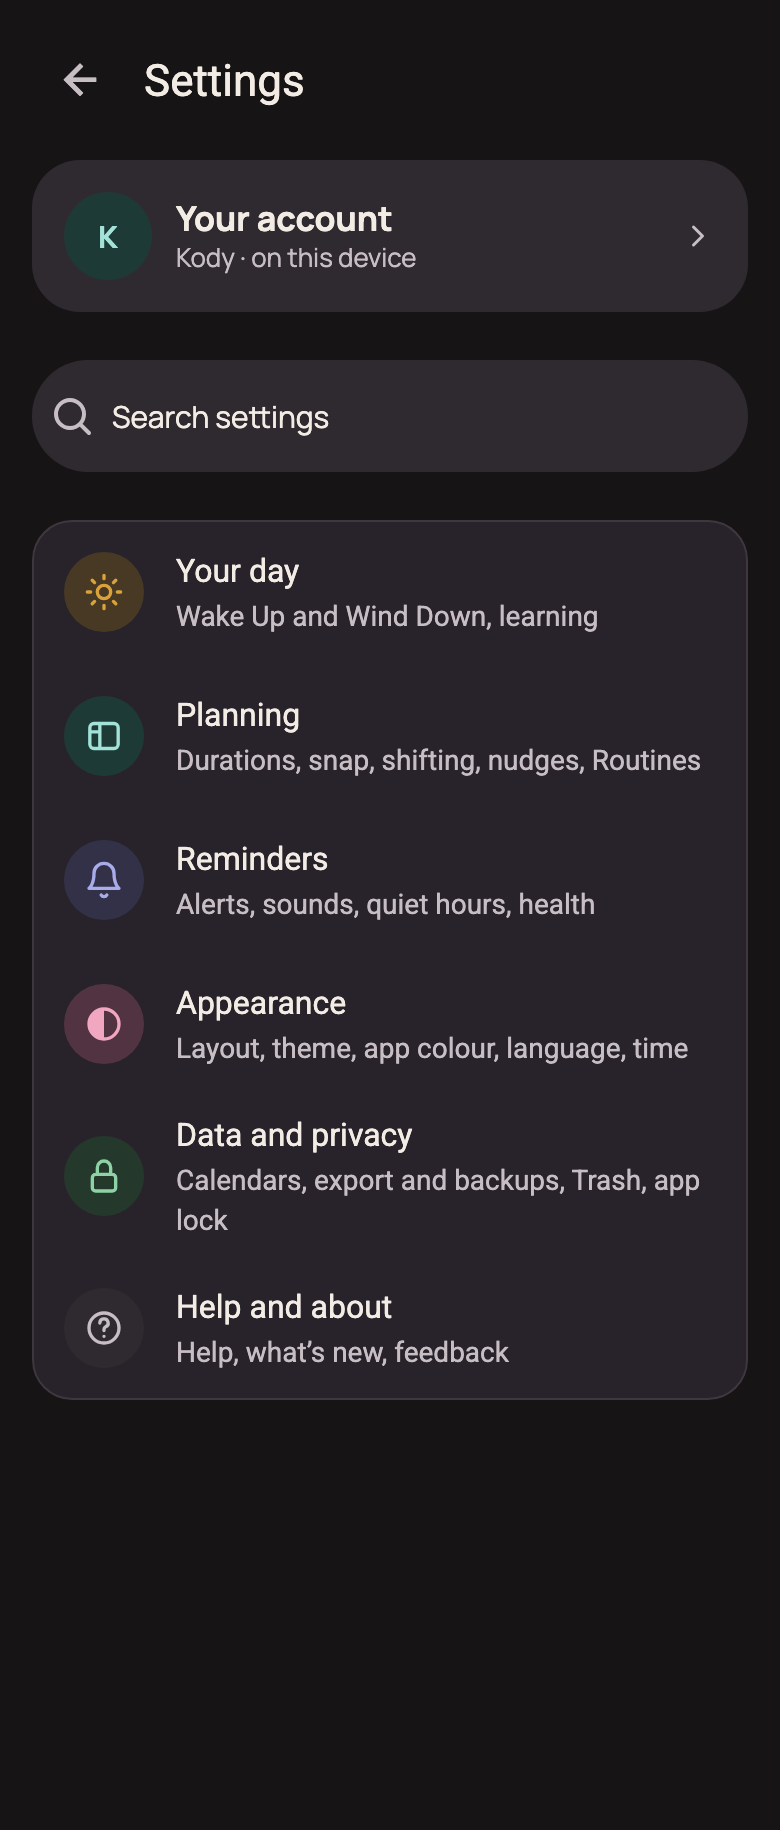 Settings
K
Your account
Kody · on this device
Search settings
Your day
Wake Up and Wind Down, learning
Planning
Durations, snap, shifting, nudges, Routines
Reminders
Alerts, sounds, quiet hours, health
Appearance
Layout, theme, app colour, language, time
Data and privacy
Calendars, export and backups, Trash, app
lock
Help and about
Help, what’s new, feedback